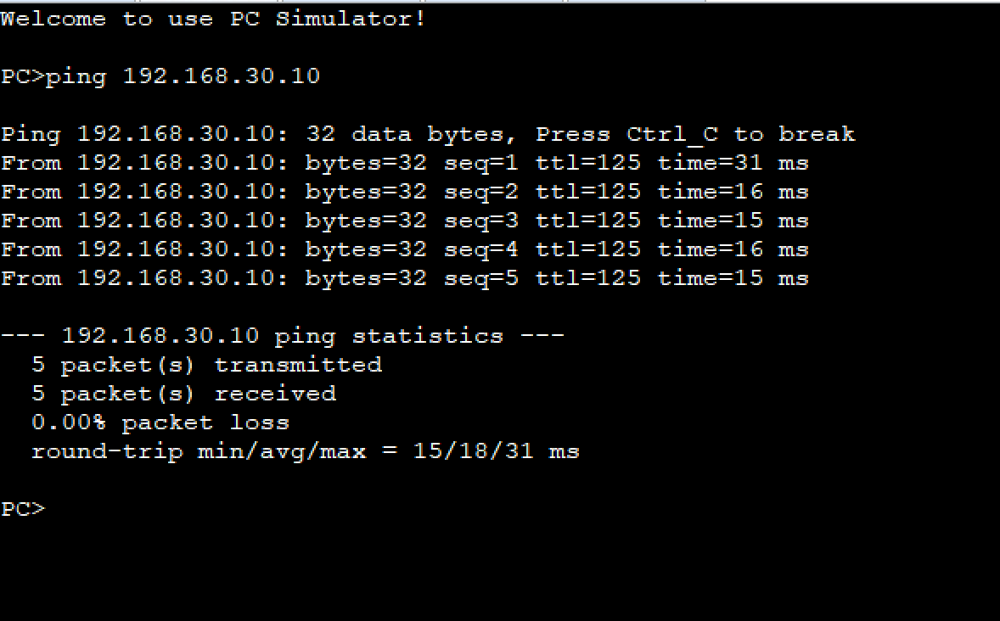 Welcome to use PC Simulator!
PC>ping 192.168.30.10
Ping 192.168.30.10: 32 data bytes, Press Ctrl_C to break
From 192.168.30.10: bytes=32 seq=1 ttl=125 time=31 ms
From 192.168.30.10: bytes=32 seq=2 ttl=125 time=16 ms
From 192.168.30.10: bytes=32 seq=3 ttl=125 time=15 ms
From 192.168.30.10: bytes=32 seq=4 ttl=125 time=16 ms
From 192.168.30.10: bytes=32 seq=5 ttl=125 time=15 ms
--- 192.168.30.10 ping statistics ---
5 packet(s) transmitted
5 packet(s) received
0.00% packet loss
round-trip min/avg/max = 15/18/31 ms
PC>